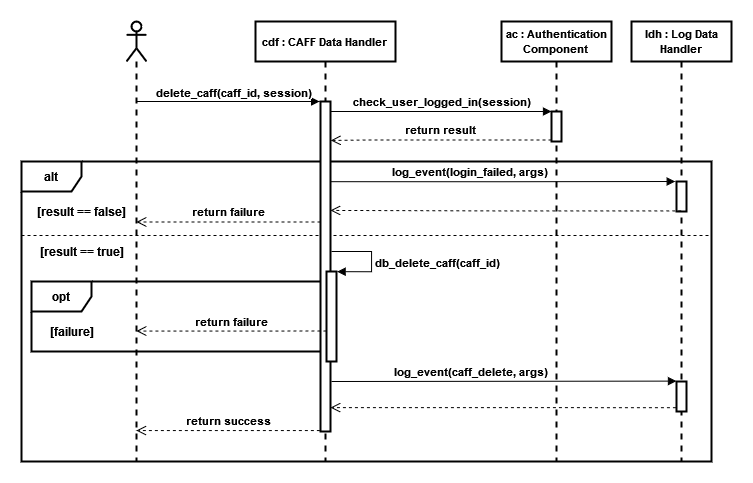 cdf : CAFF Data Handler
ac : Authentication
Component
ldh : Log Data
Handler
delete_caff(caff_id, session)
check_user_logged_in(session)
return result
alt
log_event(login_failed, args)
[result == false]
return failure
[result == true]
db_delete_caff(caff_id)
opt
return failure
[failure]
log_event(caff_delete, args)
return success